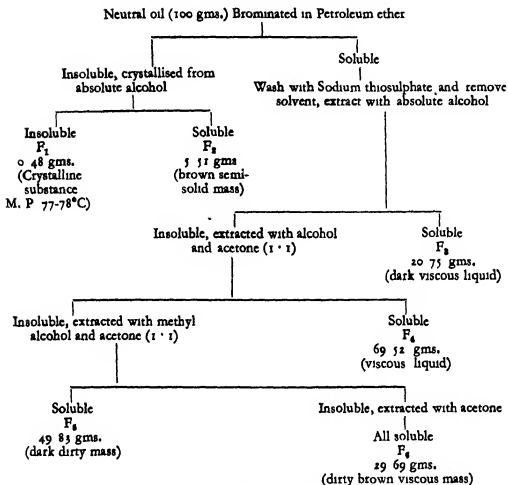 Neutral oil (100 gms.) Brominated in Petroleum ether
Insoluble, crystallised from
absolute alcohol
Soluble
Wash with Sodium thiosulphate and remove
solvent, extract with absolute alcohol
Insoluble
F₁
0 48 gms.
(Crystalline
substance
M. P 77-78°C)
Soluble
F₂
5 51 gms
(brown semi-
solid mass)
Insoluble, extracted with alcohol
and acetone (1 · 1)
Soluble
F₃
20 75 gms.
(dark viscous liquid)
Insoluble, extracted with methyl
alcohol and acetone (1 · 1)
Soluble
F₄
69 52 gms.
(viscous liquid)
Soluble
F₅
49 83 gms.
(dark dirty mass)
Insoluble, extracted with acetone
All soluble
F₆
29 69 gms.
(dirty brown viscous mass)